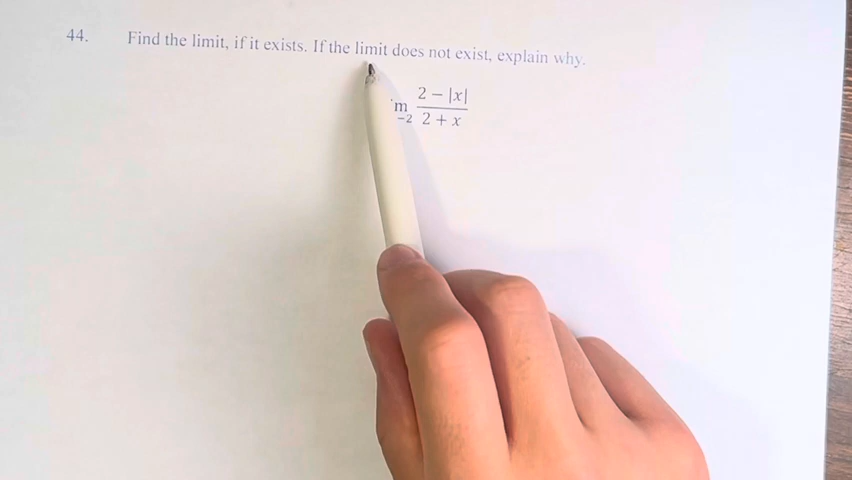 44. Find the limit, if it exists. If the limit does not exist, explain why.
m 2 − |x|
−2 2 + x